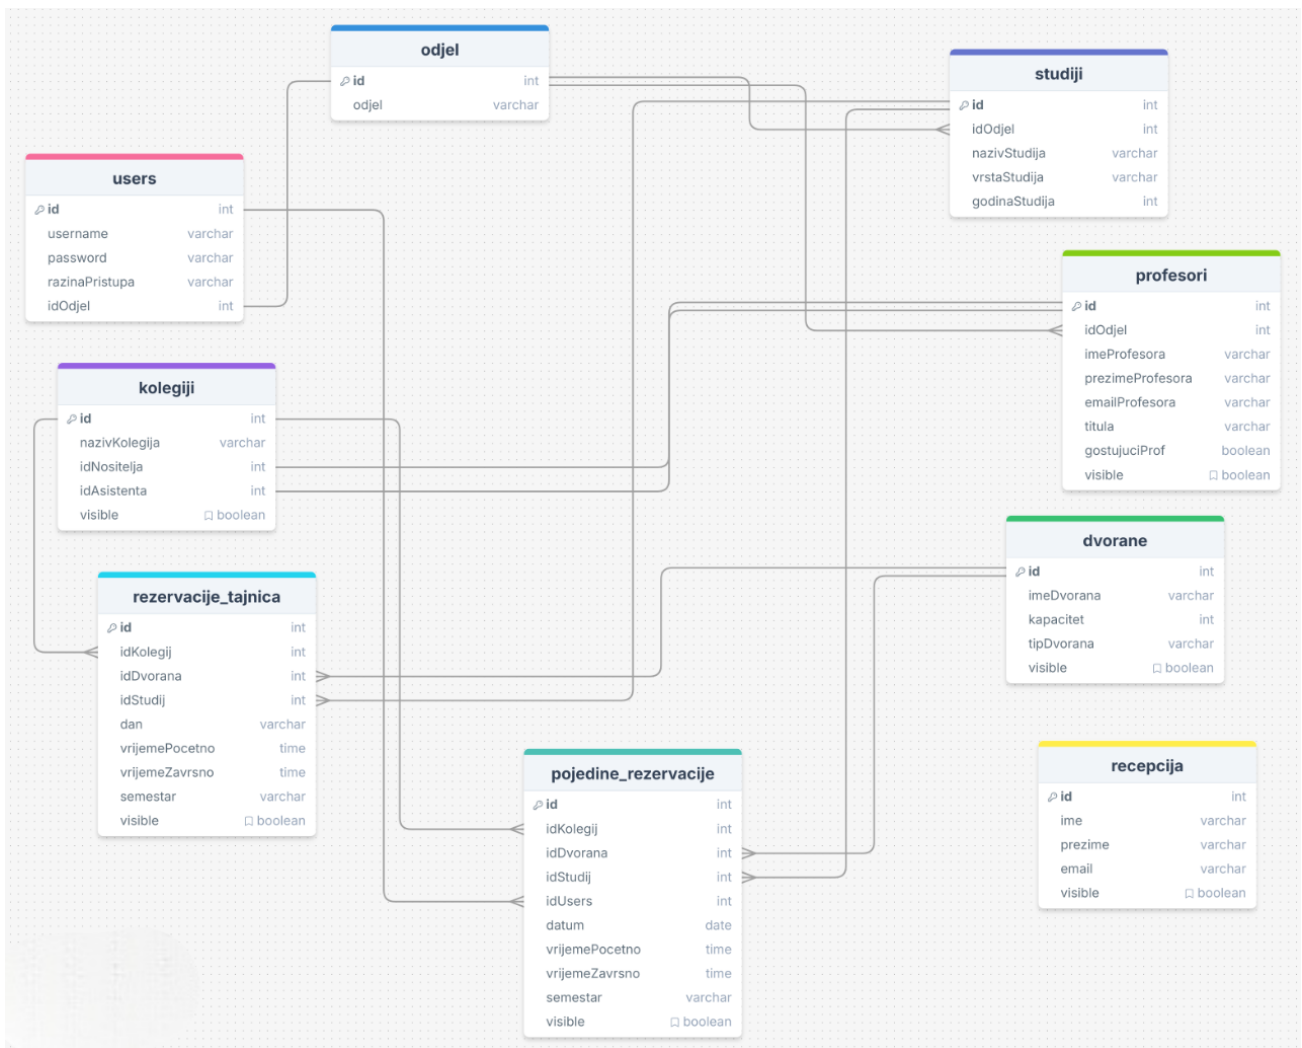 odjel
id int
odjel varchar
studiji
id int
idOdjel int
nazivStudija varchar
vrstaStudija varchar
godinaStudija int
users
id int
username varchar
password varchar
razinaPristupa varchar
idOdjel int
profesori
id int
idOdjel int
imeProfesora varchar
prezimeProfesora varchar
emailProfesora varchar
titula varchar
gostujuciProf boolean
visible boolean
kolegiji
id int
nazivKolegija varchar
idNositelja int
idAsistenta int
visible boolean
dvorane
id int
imeDvorana varchar
kapacitet int
tipDvorana varchar
visible boolean
rezervacije_tajnica
id int
idKolegij int
idDvorana int
idStudij int
dan varchar
vrijemePocetno time
vrijemeZavrsno time
semestar varchar
visible boolean
pojedine_rezervacije
id int
idKolegij int
idDvorana int
idStudij int
idUsers int
datum date
vrijemePocetno time
vrijemeZavrsno time
semestar varchar
visible boolean
recepcija
id int
ime varchar
prezime varchar
email varchar
visible boolean